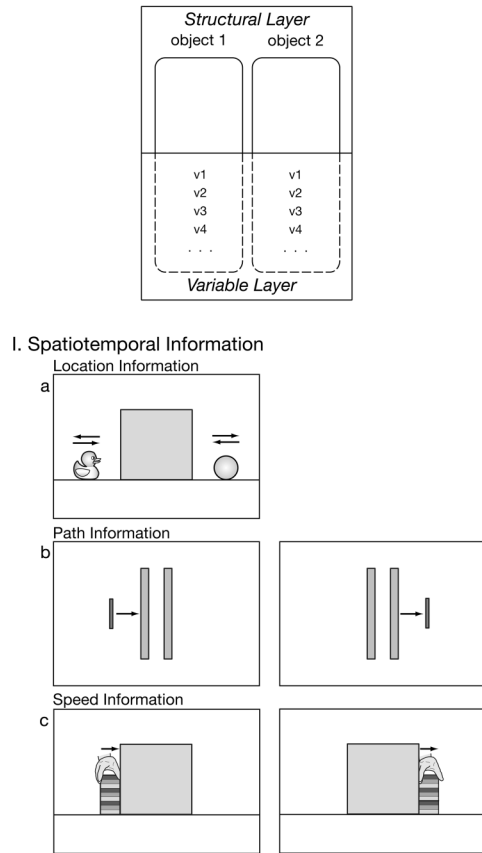 Structural Layer
object 1 object 2
v1 v1
v2 v2
v3 v3
v4 v4
. . . . . .
Variable Layer
I. Spatiotemporal Information
Location Information
a
Path Information
b
Speed Information
c